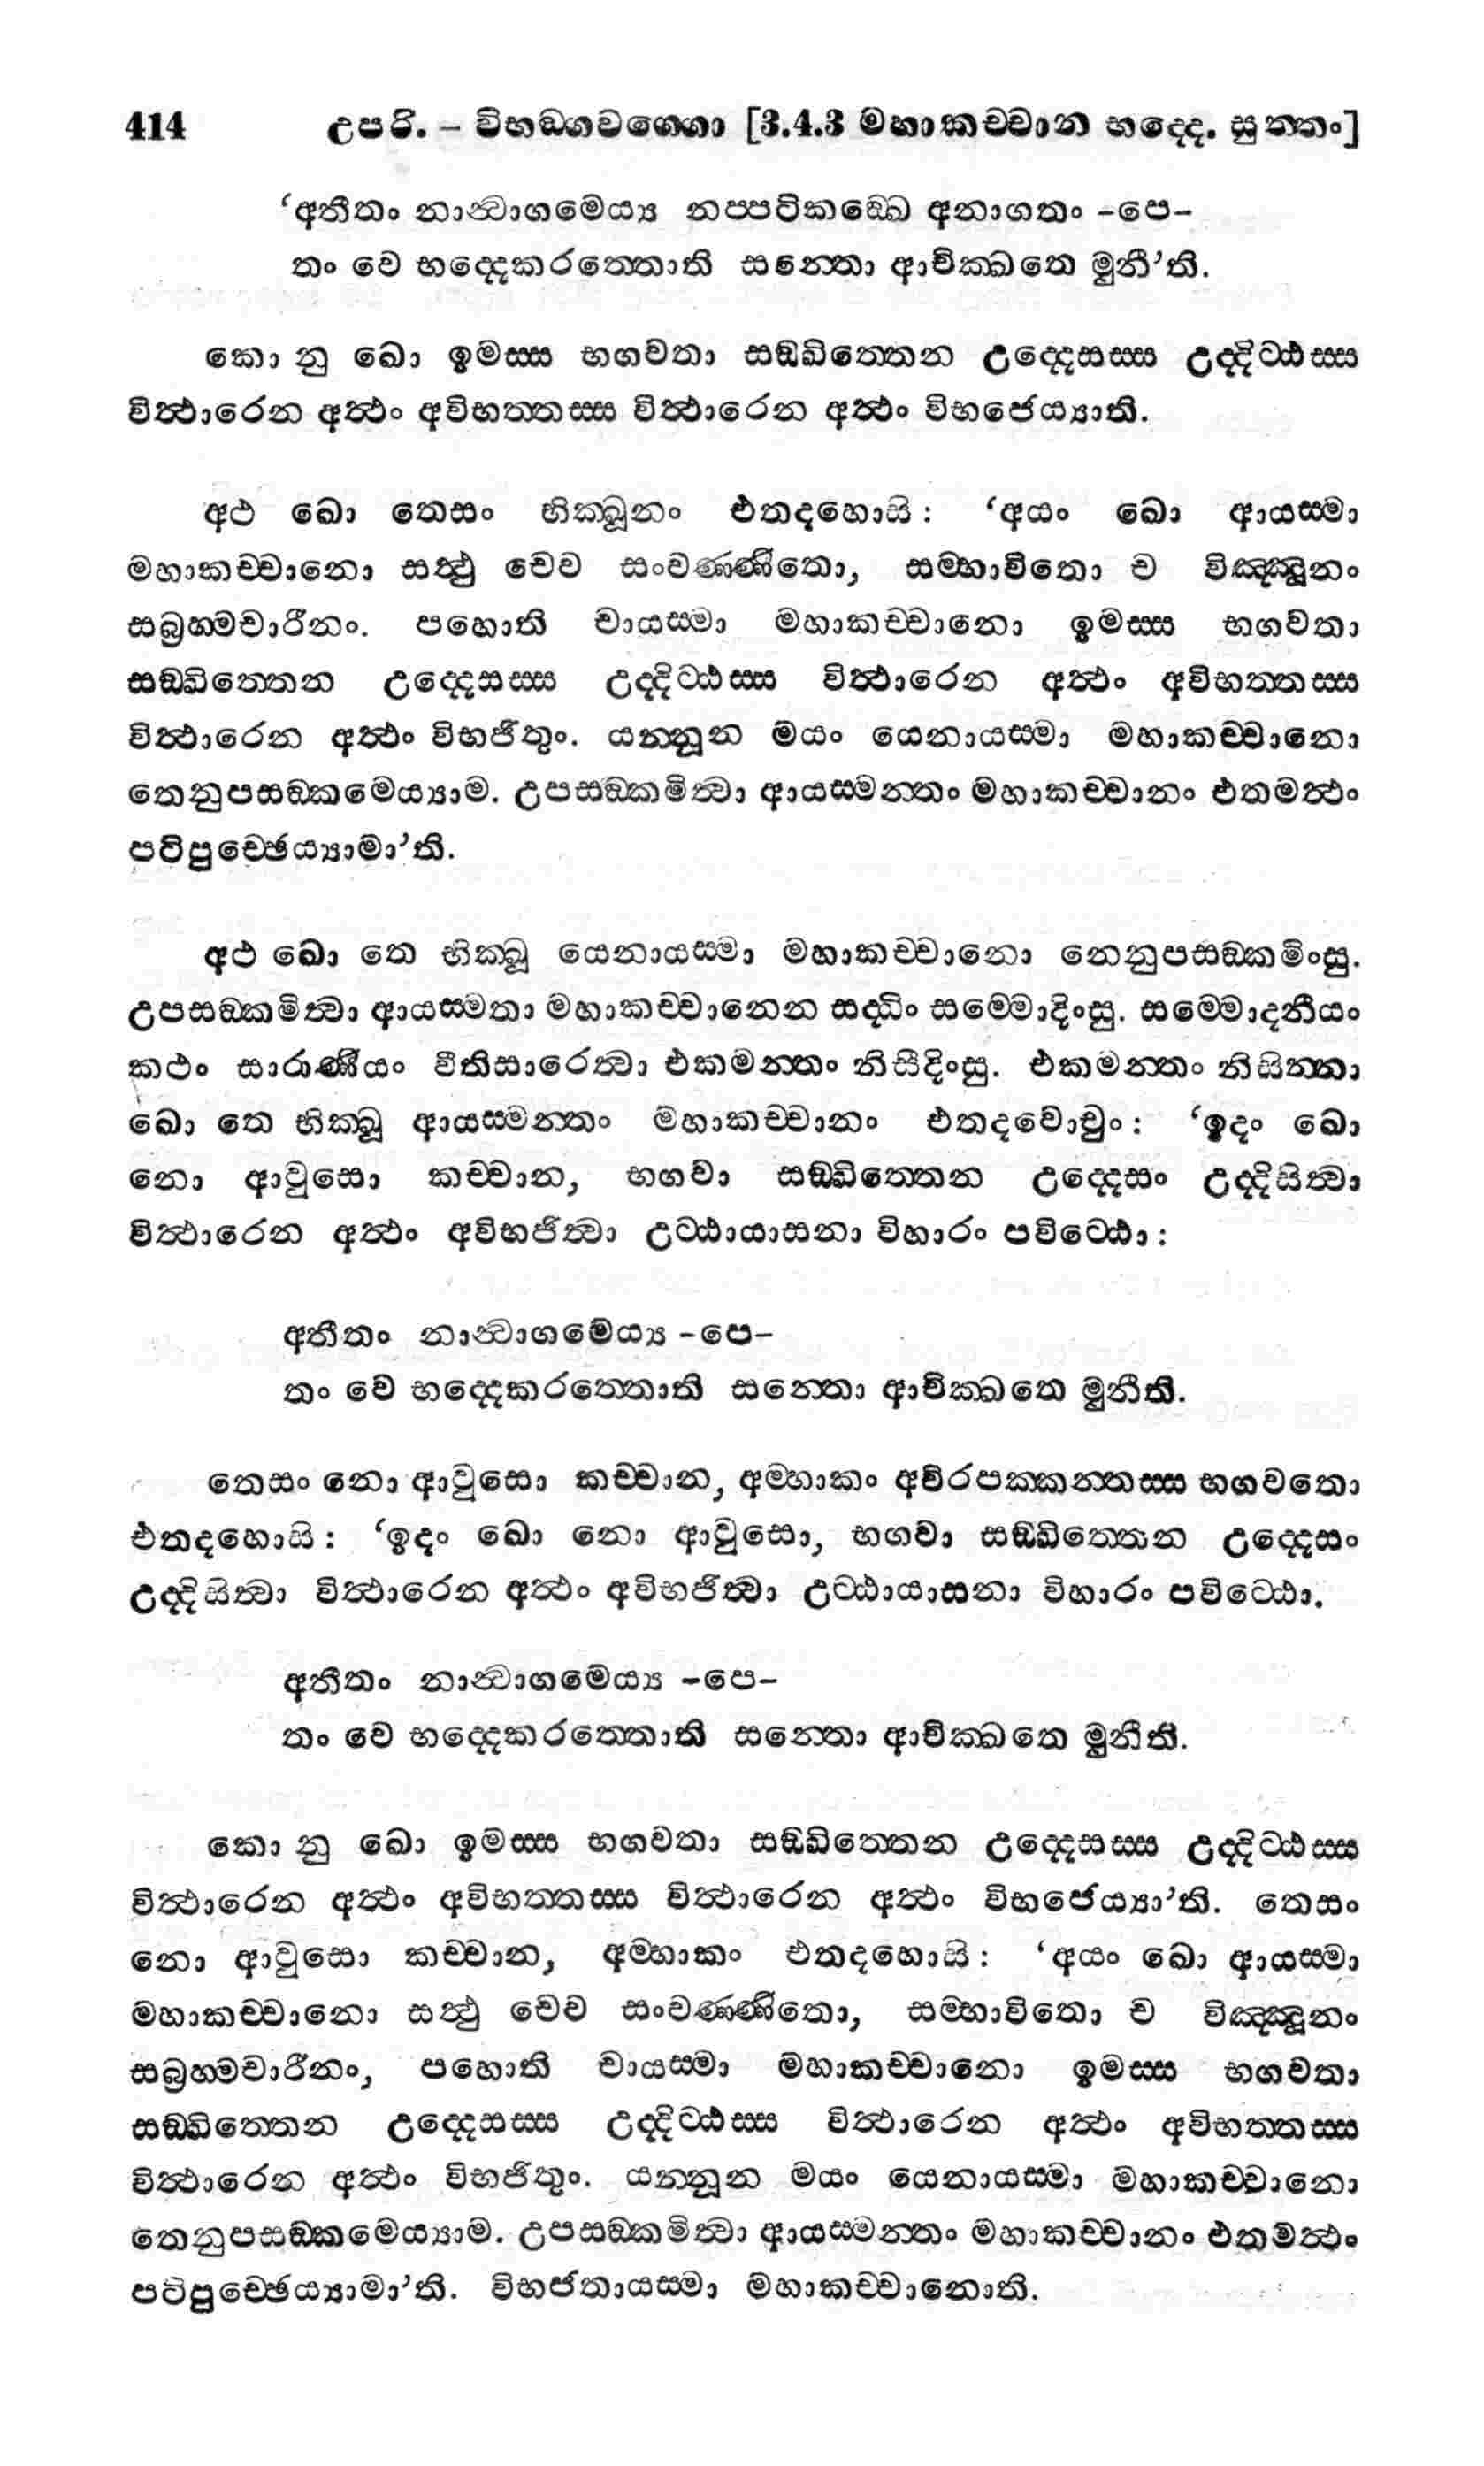 414 උපරි. – විභඞ්ගවග්ගො [3.4.3 මහාකච්චාන භද්දෙ. සුත්තං]
‘අතීතං නාන්වාගමෙය්‍ය නප්පටිකඞ්ඛෙ අනාගතං –පෙ–
තං වෙ භද්දෙකරත්තොති සන්තො ආචික්ඛතෙ මුනී’ති.
කො නු ඛො ඉමස්ස භගවතා සඞ්ඛිත්තෙන උද්දෙසස්ස උද්දිට්ඨස්ස
විත්ථාරෙන අත්ථං අවිභත්තස්ස විත්ථාරෙන අත්ථං විභජෙය්‍යාති.
අථ ඛො තෙසං භික්ඛූනං එතදහොසි: ‘අයං ඛො ආයස්මා
මහාකච්චානො සත්ථු චෙව සංවණ්ණිතො, සම්භාවිතො ච විඤ්ඤූනං
සබ්‍රහ්මචාරීනං. පහොති චායස්මා මහාකච්චානො ඉමස්ස භගවතා
සඞ්ඛිත්තෙන උද්දෙසස්ස උද්දිට්ඨස්ස විත්ථාරෙන අත්ථං අවිභත්තස්ස
විත්ථාරෙන අත්ථං විභජිතුං. යන්නූන මයං යෙනායස්මා මහාකච්චානො
තෙනුපසඞ්කමෙය්‍යාම. උපසඞ්කමිත්වා ආයස්මන්තං මහාකච්චානං එතමත්ථං
පටිපුච්ඡෙය්‍යාමා’ති.
අථ ඛො තෙ භික්ඛූ යෙනායස්මා මහාකච්චානො නෙනුපසඞ්කමිංසු.
උපසඞ්කමිත්වා ආයස්මතා මහාකච්චානෙන සද්ධිං සම්මොදිංසු. සම්මොදනීයං
කථං සාරාණීයං වීතිසාරෙත්වා එකමන්තං නිසීදිංසු. එකමන්තං නිසින්නා
ඛො තෙ භික්ඛූ ආයස්මන්තං මහාකච්චානං එතදවොචුං: ‘ඉදං ඛො
නො ආවුසො කච්චාන, භගවා සඞ්ඛිත්තෙන උද්දෙසං උද්දිසිත්වා
විත්ථාරෙන අත්ථං අවිභජිත්වා උට්ඨායාසනා විහාරං පවිට්ඨො:
අතීතං නාන්වාගමෙය්‍ය –පෙ–
තං වෙ භද්දෙකරත්තොති සන්තො ආචික්ඛතෙ මුනීති.
තෙසං නො ආවුසො කච්චාන, අම්හාකං අචිරපක්කන්තස්ස භගවතො
එතදහොසි: ‘ඉදං ඛො නො ආවුසො, භගවා සඞ්ඛිත්තෙන උද්දෙසං
උද්දිසිත්වා විත්ථාරෙන අත්ථං අවිභජිත්වා උට්ඨායාසනා විහාරං පවිට්ඨො.
අතීතං නාන්වාගමෙය්‍ය –පෙ–
තං වෙ භද්දෙකරත්තොති සන්තො ආචික්ඛතෙ මුනීති.
කො නු ඛො ඉමස්ස භගවතා සඞ්ඛිත්තෙන උද්දෙසස්ස උද්දිට්ඨස්ස
විත්ථාරෙන අත්ථං අවිභත්තස්ස විත්ථාරෙන අත්ථං විභජෙය්‍යා’ති. තෙසං
නො ආවුසො කච්චාන, අම්හාකං එතදහොසි: ‘අයං ඛො ආයස්මා
මහාකච්චානො සත්ථු චෙව සංවණ්ණිතො, සම්භාවිතො ච විඤ්ඤූනං
සබ්‍රහ්මචාරීනං, පහොති චායස්මා මහාකච්චානො ඉමස්ස භගවතා
සඞ්ඛිත්තෙන උද්දෙසස්ස උද්දිට්ඨස්ස විත්ථාරෙන අත්ථං අවිභත්තස්ස
විත්ථාරෙන අත්ථං විභජිතුං. යන්නූන මයං යෙනායස්මා මහාකච්චානො
තෙනුපසඞ්කමෙය්‍යාම. උපසඞ්කමිත්වා ආයස්මන්තං මහාකච්චානං එතමත්ථං
පටිපුච්ඡෙය්‍යාමා’ති. විභජතායස්මා මහාකච්චානොති.